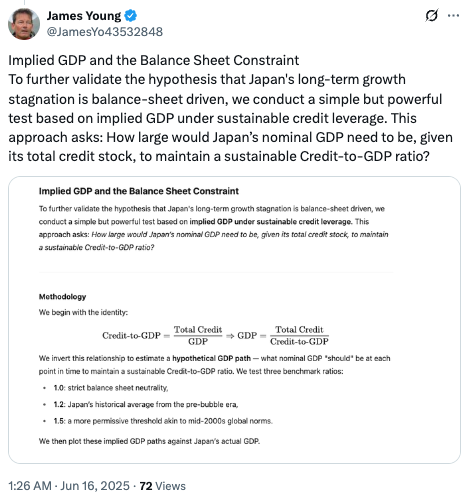 James Young
@JamesYo43532848
Implied GDP and the Balance Sheet Constraint
To further validate the hypothesis that Japan's long-term growth
stagnation is balance-sheet driven, we conduct a simple but powerful
test based on implied GDP under sustainable credit leverage. This
approach asks: How large would Japan's nominal GDP need to be, given
its total credit stock, to maintain a sustainable Credit-to-GDP ratio?
Implied GDP and the Balance Sheet Constraint
To further validate the hypothesis that Japan's long-term growth stagnation is balance-sheet driven, we
conduct a simple but powerful test based on implied GDP under sustainable credit leverage. This
approach asks: How large would Japan's nominal GDP need to be, given its total credit stock, to maintain
a sustainable Credit-to-GDP ratio?
Methodology
We begin with the identity:
Credit-to-GDP = Total Credit / GDP ⇒ GDP = Total Credit / Credit-to-GDP
We invert this relationship to estimate a hypothetical GDP path — what nominal GDP "should" be at each
point in time to maintain a sustainable Credit-to-GDP ratio. We test three benchmark ratios:
• 1.0: strict balance sheet neutrality,
• 1.2: Japan's historical average from the pre-bubble era,
• 1.5: a more permissive threshold akin to mid-2000s global norms.
We then plot these implied GDP paths against Japan's actual GDP.
1:26 AM · Jun 16, 2025 · 72 Views